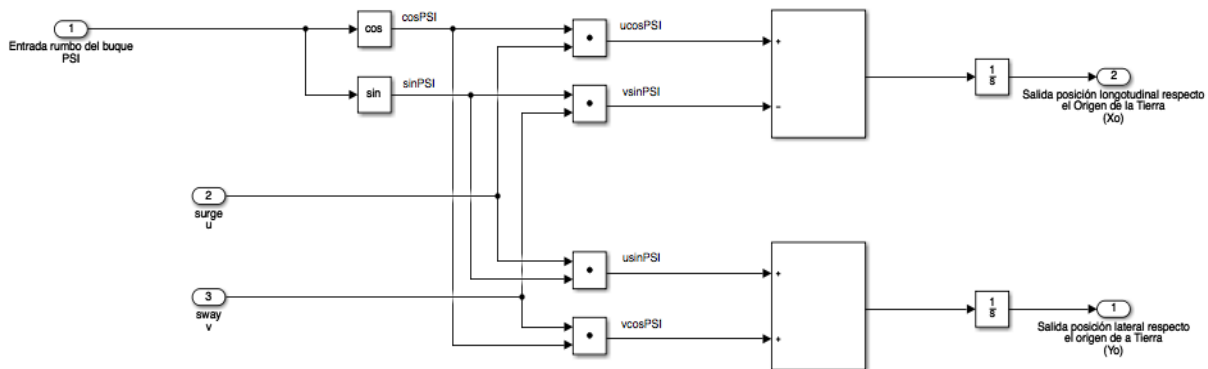 1
Entrada rumbo del buque
PSI
cos
cosPSI
sin
sinPSI
ucosPSI
+
vsinPSI
−
1
s
2
Salida posición longotudinal respecto
el Origen de la Tierra
(Xo)
2
surge
u
3
sway
v
usinPSI
+
vcosPSI
+
1
s
1
Salida posición lateral respecto
el origen de a Tierra
(Yo)